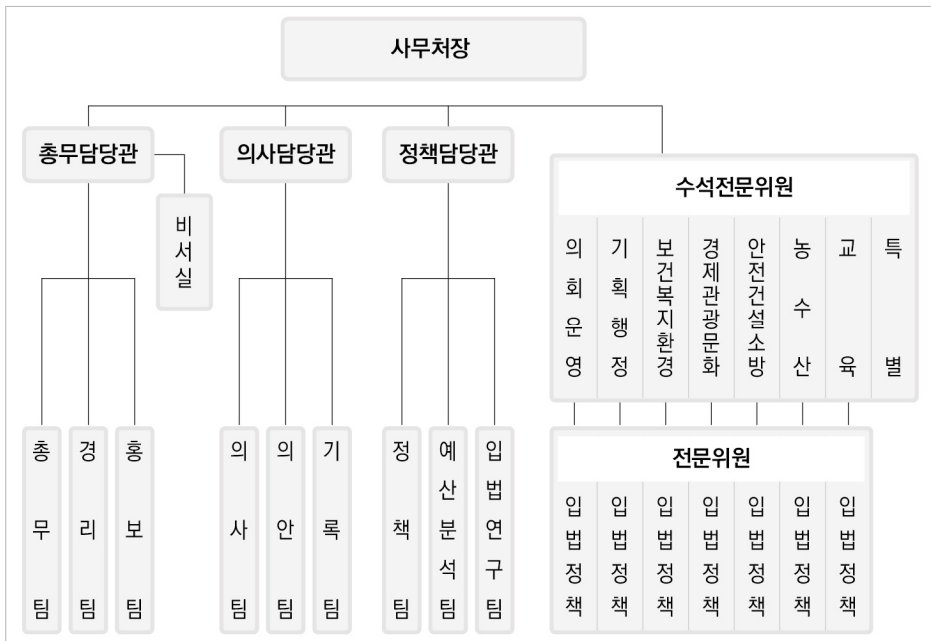 사무처장
총무담당관
의사담당관
정책담당관
비서실
수석전문위원
의회운영
기획행정
보건복지환경
경제관광문화
안전건설소방
농수산
교육
특별
총무팀
경리팀
홍보팀
의사팀
의안팀
기록팀
정책팀
예산분석팀
입법연구팀
전문위원
입법정책
입법정책
입법정책
입법정책
입법정책
입법정책
입법정책